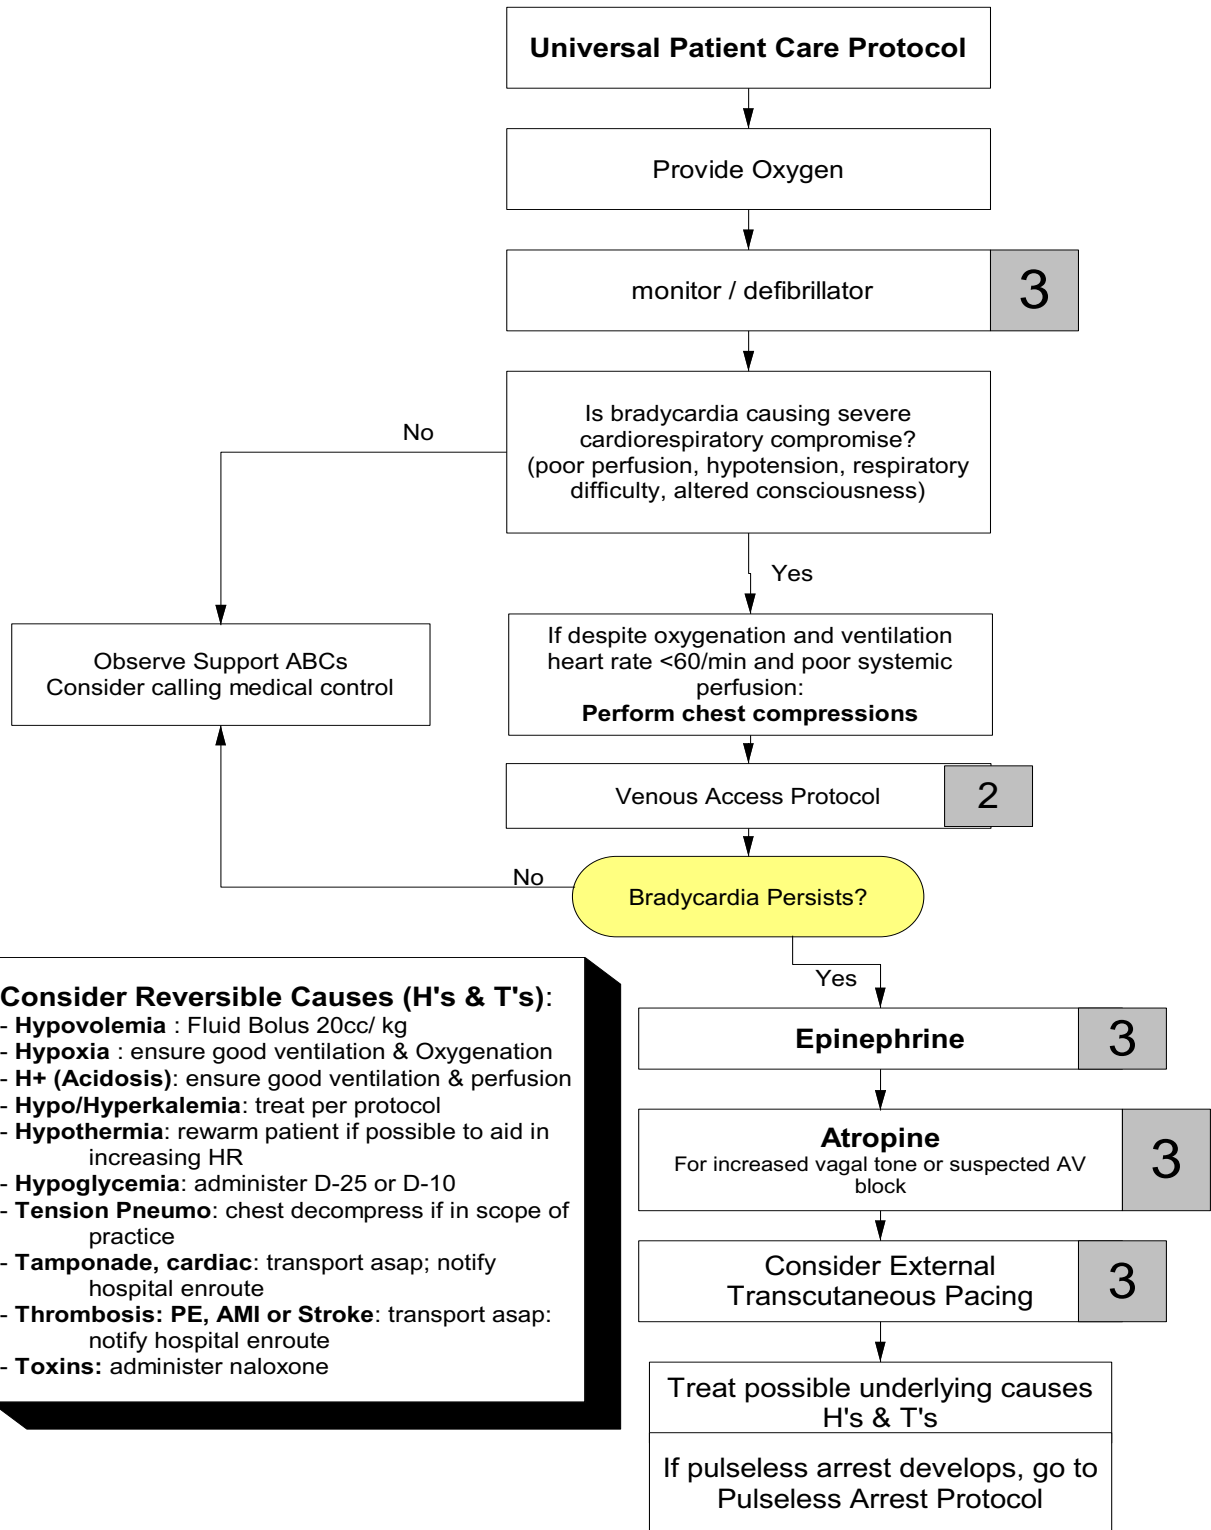 Universal Patient Care Protocol
Provide Oxygen
monitor / defibrillator
3
Is bradycardia causing severe
cardiorespiratory compromise?
(poor perfusion, hypotension, respiratory
difficulty, altered consciousness)
No
Yes
Observe Support ABCs
Consider calling medical control
If despite oxygenation and ventilation
heart rate <60/min and poor systemic
perfusion:
Perform chest compressions
Venous Access Protocol
2
Bradycardia Persists?
No
Yes
Epinephrine
3
Atropine
For increased vagal tone or suspected AV
block
3
Consider External
Transcutaneous Pacing
3
Treat possible underlying causes
H's & T's
If pulseless arrest develops, go to
Pulseless Arrest Protocol
Consider Reversible Causes (H's & T's):
- Hypovolemia : Fluid Bolus 20cc/ kg
- Hypoxia : ensure good ventilation & Oxygenation
- H+ (Acidosis): ensure good ventilation & perfusion
- Hypo/Hyperkalemia: treat per protocol
- Hypothermia: rewarm patient if possible to aid in
increasing HR
- Hypoglycemia: administer D-25 or D-10
- Tension Pneumo: chest decompress if in scope of
practice
- Tamponade, cardiac: transport asap; notify
hospital enroute
- Thrombosis: PE, AMI or Stroke: transport asap:
notify hospital enroute
- Toxins: administer naloxone